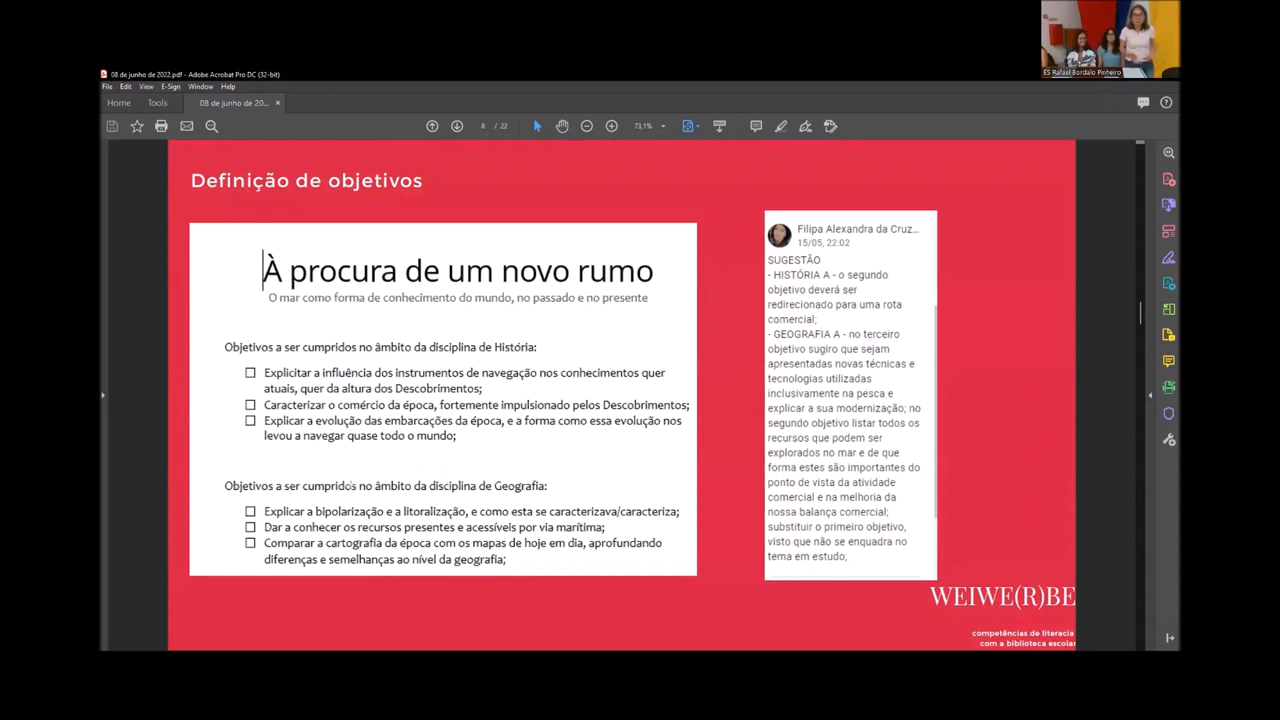 ES Rafael Bordalo Pinheiro
08 de junho de 2022.pdf - Adobe Acrobat Pro DC (32-bit)
File Edit View E-Sign Window Help
Home Tools 08 de junho de 20... ×
8 / 22 73,1%
Definição de objetivos
À procura de um novo rumo
O mar como forma de conhecimento do mundo, no passado e no presente
Objetivos a ser cumpridos no âmbito da disciplina de História:
Explicitar a influência dos instrumentos de navegação nos conhecimentos quer
atuais, quer da altura dos Descobrimentos;
Caracterizar o comércio da época, fortemente impulsionado pelos Descobrimentos;
Explicar a evolução das embarcações da época, e a forma como essa evolução nos
levou a navegar quase todo o mundo;
Objetivos a ser cumpridos no âmbito da disciplina de Geografia:
Explicar a bipolarização e a litoralização, e como esta se caracterizava/caracteriza;
Dar a conhecer os recursos presentes e acessíveis por via marítima;
Comparar a cartografia da época com os mapas de hoje em dia, aprofundando
diferenças e semelhanças ao nível da geografia;
Filipa Alexandra da Cruz...
15/05, 22:02
SUGESTÃO
- HISTÓRIA A - o segundo
objetivo deverá ser
redirecionado para uma rota
comercial;
- GEOGRAFIA A - no terceiro
objetivo sugiro que sejam
apresentadas novas técnicas e
tecnologias utilizadas
inclusivamente na pesca e
explicar a sua modernização; no
segundo objetivo listar todos os
recursos que podem ser
explorados no mar e de que
forma estes são importantes do
ponto de vista da atividade
comercial e na melhoria da
nossa balança comercial;
substituir o primeiro objetivo,
visto que não se enquadra no
tema em estudo;
WEIWE(R)BE
competências de literacia
com a biblioteca escolar